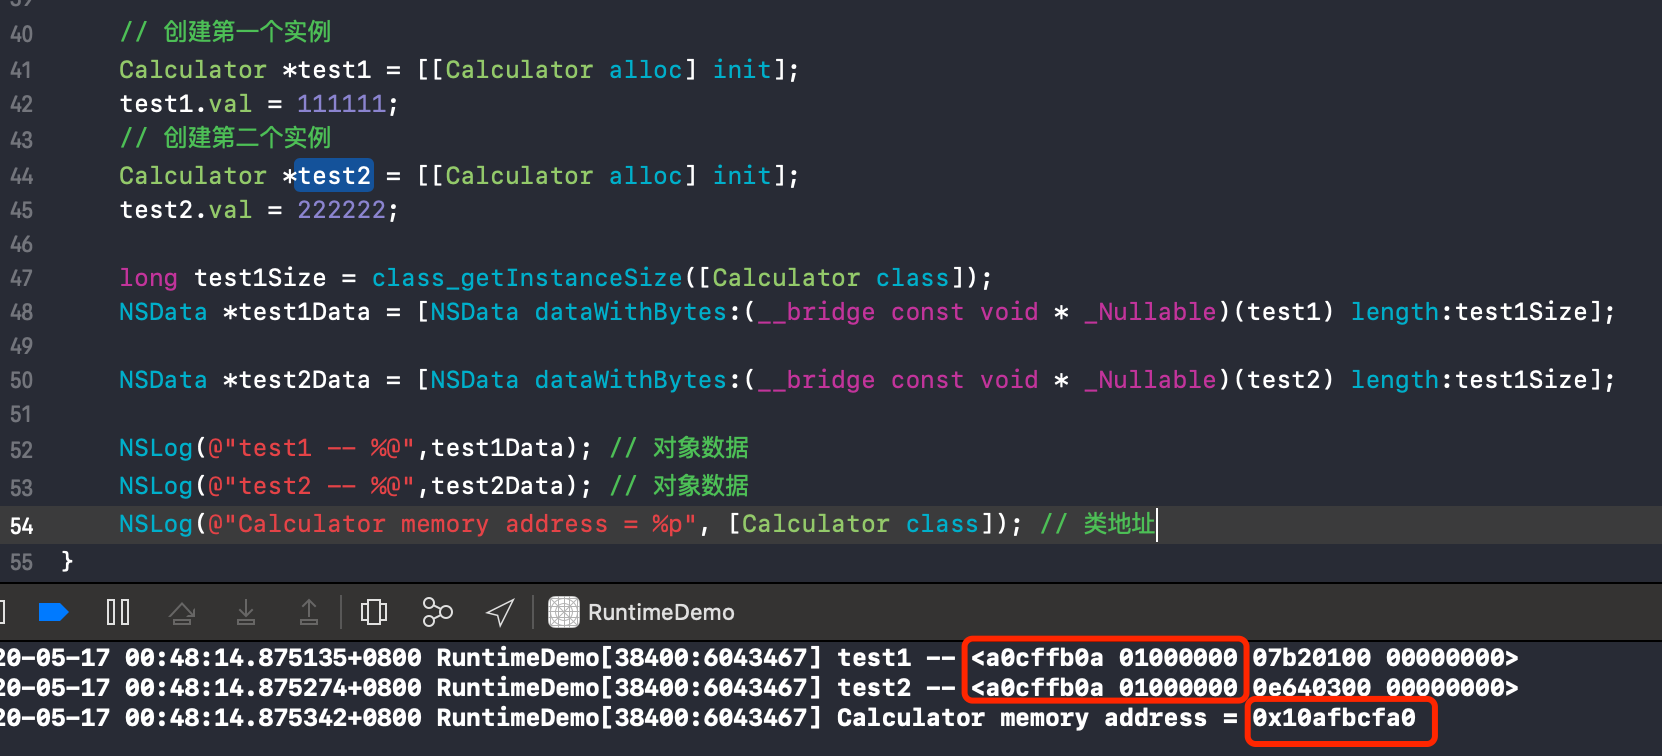 40 // 创建第一个实例
41 Calculator *test1 = [[Calculator alloc] init];
42 test1.val = 111111;
43 // 创建第二个实例
44 Calculator *test2 = [[Calculator alloc] init];
45 test2.val = 222222;
46
47 long test1Size = class_getInstanceSize([Calculator class]);
48 NSData *test1Data = [NSData dataWithBytes:(__bridge const void * _Nullable)(test1) length:test1Size];
49
50 NSData *test2Data = [NSData dataWithBytes:(__bridge const void * _Nullable)(test2) length:test1Size];
51
52 NSLog(@"test1 -- %@",test1Data); // 对象数据
53 NSLog(@"test2 -- %@",test2Data); // 对象数据
54 NSLog(@"Calculator memory address = %p", [Calculator class]); // 类地址
55 }
RuntimeDemo
20-05-17 00:48:14.875135+0800 RuntimeDemo[38400:6043467] test1 -- <a0cffb0a 01000000 07b20100 00000000>
20-05-17 00:48:14.875274+0800 RuntimeDemo[38400:6043467] test2 -- <a0cffb0a 01000000 0e640300 00000000>
20-05-17 00:48:14.875342+0800 RuntimeDemo[38400:6043467] Calculator memory address = 0x10afbcfa0